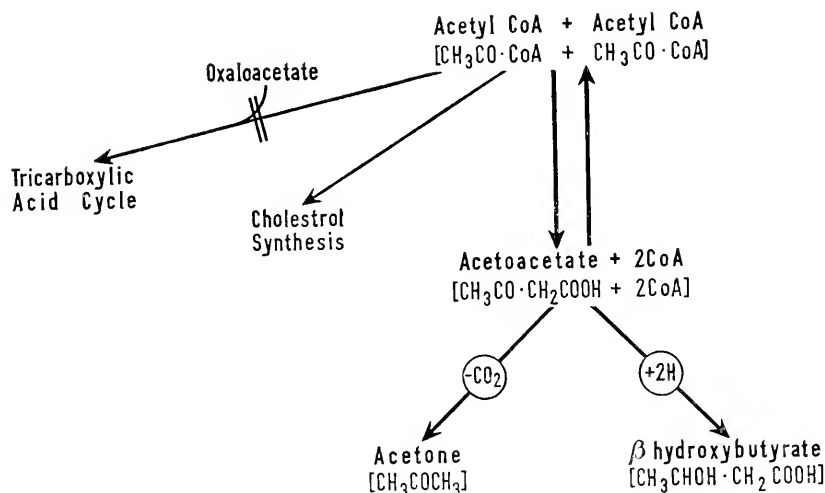 Acetyl CoA + Acetyl CoA
[CH₃CO·CoA + CH₃CO·CoA]
Oxaloacetate
Tricarboxylic
Acid Cycle
Cholestrol
Synthesis
Acetoacetate + 2CoA
[CH₃CO·CH₂COOH + 2CoA]
-CO₂
+2H
Acetone
[CH₃COCH₃]
β hydroxybutyrate
[CH₃CHOH·CH₂COOH]